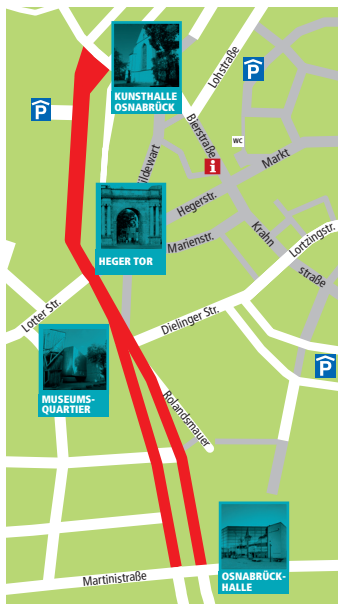 KUNSTHALLE
OSNABRÜCK
Lohstraße
P
P
Bierstraße
WC
i
Markt
ildewart
Hegerstr.
Marienstr.
Krahn
straße
Lortzingstr.
HEGER TOR
Lotter Str.
Dielinger Str.
P
MUSEUMS-
QUARTIER
Rolandsmauer
OSNABRÜCK-
HALLE
Martinistraße